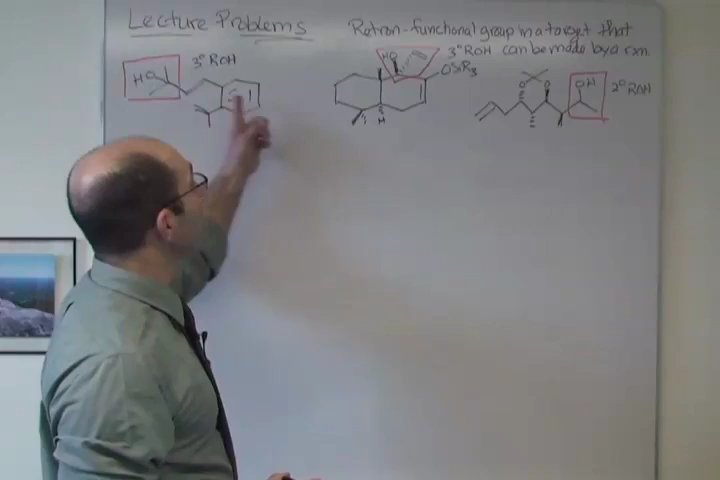 Lecture Problems
Retron - functional group in a target that
can be made by a rxn.
3° ROH
HO
HO
3° ROH
OSiR3
H
O
O
OH
2° ROH